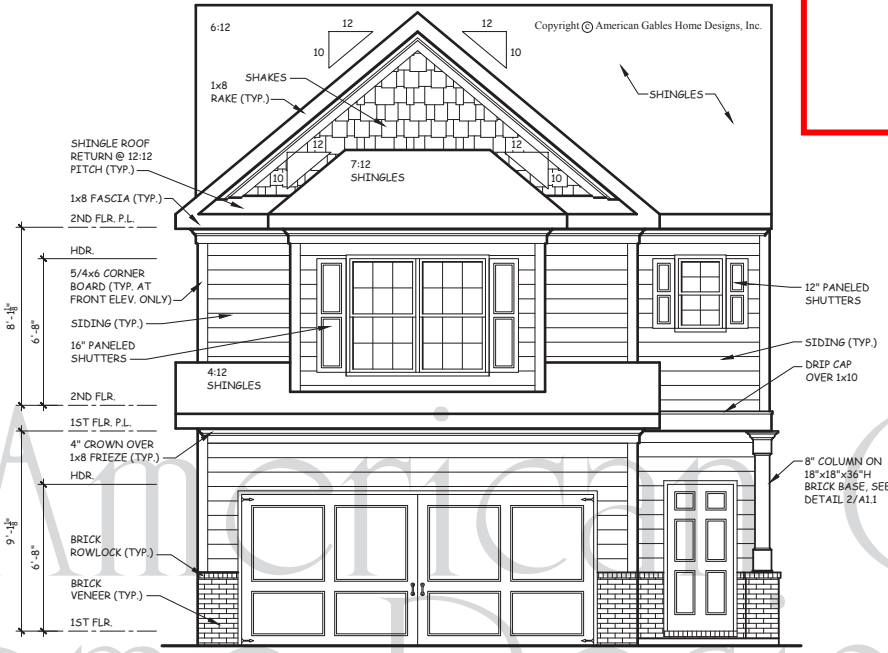 6:12
12
12
Copyright © American Gables Home Designs, Inc.
10
10
SHAKES
1x8
RAKE (TYP.)
SHINGLES
SHINGLE ROOF
RETURN @ 12:12
PITCH (TYP.)
12
12
10
10
7:12
SHINGLES
1x8 FASCIA (TYP.)
2ND FLR. P.L.
HDR.
5/4x6 CORNER
BOARD (TYP. AT
FRONT ELEV. ONLY)
12" PANELED
SHUTTERS
8'-1⅛"
6'-8"
SIDING (TYP.)
SIDING (TYP.)
16" PANELED
SHUTTERS
DRIP CAP
OVER 1x10
4:12
SHINGLES
2ND FLR.
1ST FLR. P.L.
4" CROWN OVER
1x8 FRIEZE (TYP.)
HDR.
8" COLUMN ON
18"x18"x36"H
BRICK BASE, SEE
DETAIL 2/A1.1
9'-1⅛"
6'-8"
BRICK
ROWLOCK (TYP.)
BRICK
VENEER (TYP.)
1ST FLR.
American